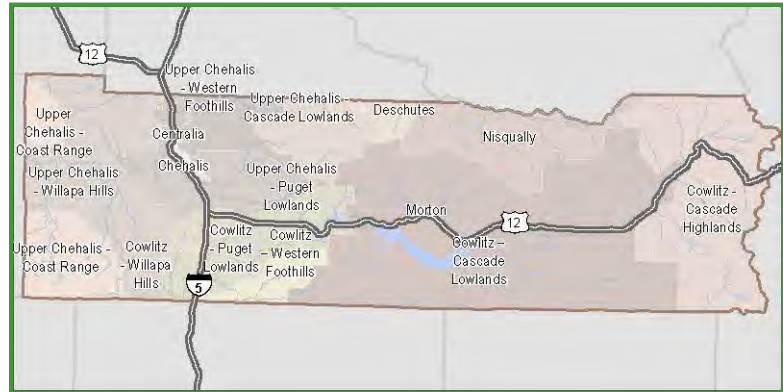 12
Upper Chehalis
- Western
Foothills
Upper Chehalis -
Cascade Lowlands
Deschutes
Nisqually
Upper
Chehalis -
Coast Range
Centralia
Chehalis
Upper Chehalis
- Willapa Hills
Upper Chehalis
- Puget
Lowlands
Cowlitz -
Cascade
Highlands
Morton
12
Upper Chehalis -
Coast Range
Cowlitz
- Willapa
Hills
Cowlitz
- Puget
Lowlands
Cowlitz
- Western
Foothills
Cowlitz –
Cascade
Lowlands
5